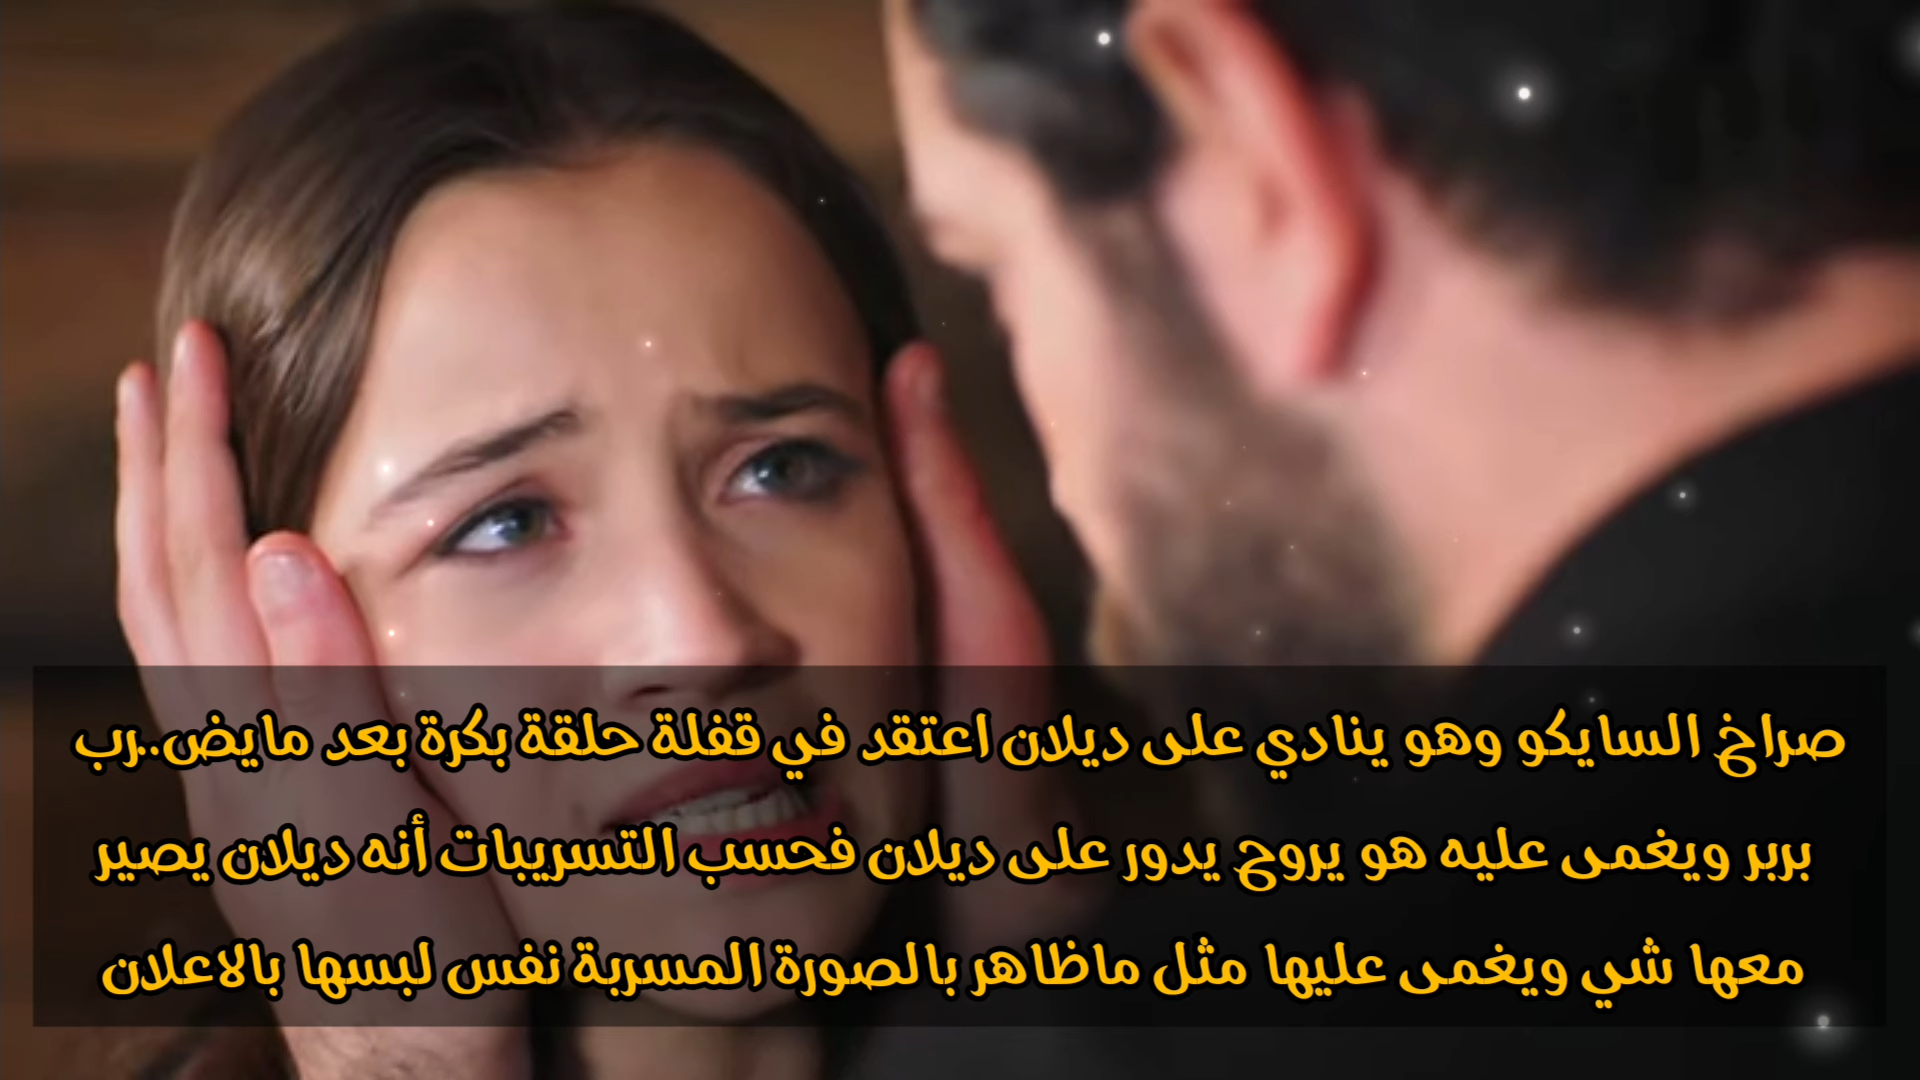 صراخ السايكو وهو ينادي على ديلان اعتقد في قفلة حلقة بكرة بعد مايض..رب
بربر ويغمى عليه هو يروح يدور على ديلان فحسب التسريبات أنه ديلان يصير
معها شي ويغمى عليها مثل ماظاهر بالصورة المسربة نفس لبسها بالاعلان